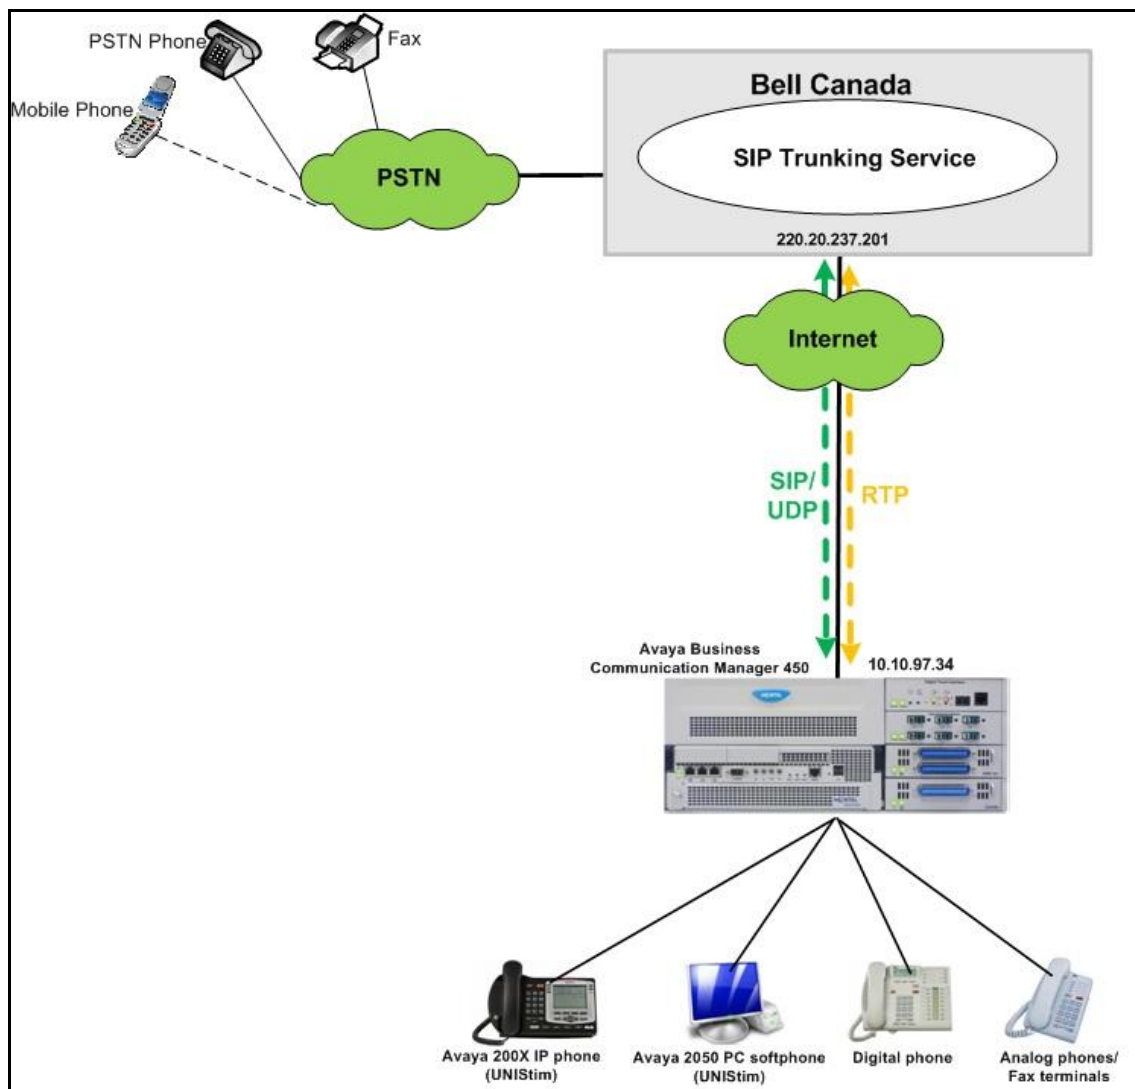 PSTN Phone
Fax
Mobile Phone
PSTN
Bell Canada
SIP Trunking Service
220.20.237.201
Internet
SIP/
UDP
RTP
Avaya Business
Communication Manager 450
10.10.97.34
NORTEL
NORTEL
Avaya 200X IP phone
(UNIStim)
Avaya 2050 PC softphone
(UNIStim)
Digital phone
Analog phones/
Fax terminals